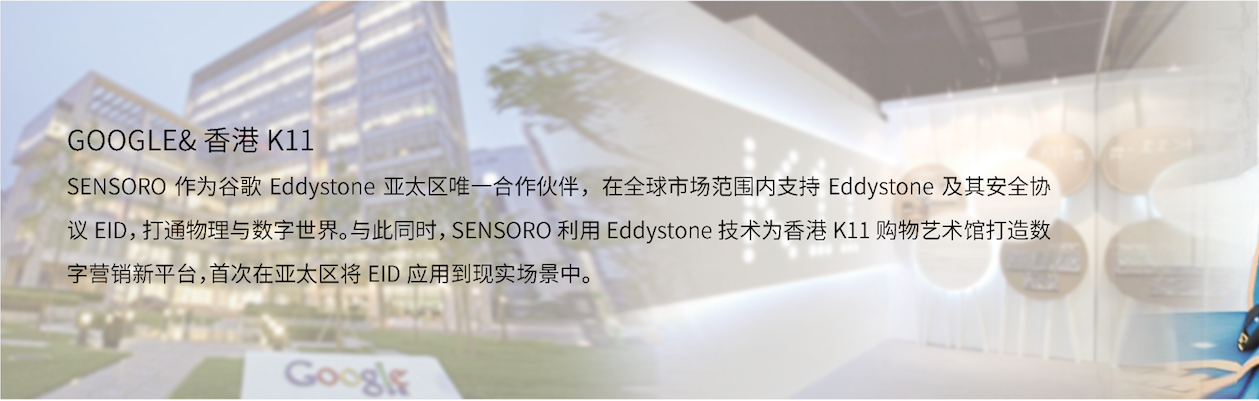 GOOGLE& 香港 K11
SENSORO 作为谷歌 Eddystone 亚太区唯一合作伙伴，在全球市场范围内支持 Eddystone 及其安全协
议 EID，打通物理与数字世界。与此同时，SENSORO 利用 Eddystone 技术为香港 K11 购物艺术馆打造数
字营销新平台，首次在亚太区将 EID 应用到现实场景中。
K11
Google